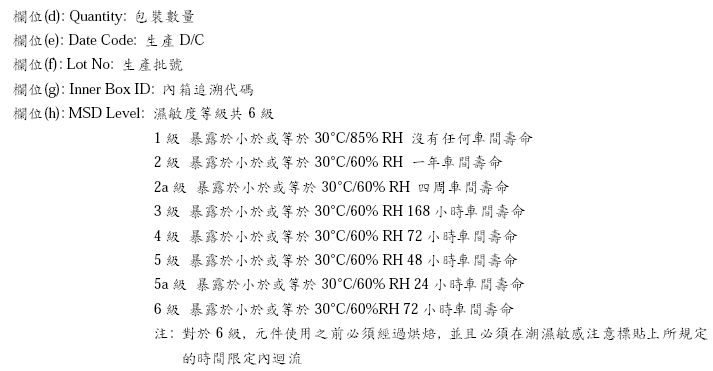 欄位(d): Quantity: 包裝數量
欄位(e): Date Code: 生產 D/C
欄位(f): Lot No: 生產批號
欄位(g): Inner Box ID: 內箱追溯代碼
欄位(h): MSD Level: 濕敏度等級共 6 級
1 級 暴露於小於或等於 30°C/85% RH 沒有任何車間壽命
2 級 暴露於小於或等於 30°C/60% RH 一年車間壽命
2a 級 暴露於小於或等於 30°C/60% RH 四周車間壽命
3 級 暴露於小於或等於 30°C/60% RH 168 小時車間壽命
4 級 暴露於小於或等於 30°C/60% RH 72 小時車間壽命
5 級 暴露於小於或等於 30°C/60% RH 48 小時車間壽命
5a 級 暴露於小於或等於 30°C/60% RH 24 小時車間壽命
6 級 暴露於小於或等於 30°C/60%RH 72 小時車間壽命
注: 對於 6 級, 元件使用之前必須經過烘焙, 並且必須在潮濕敏感注意標貼上所規定
的時間限定內迴流